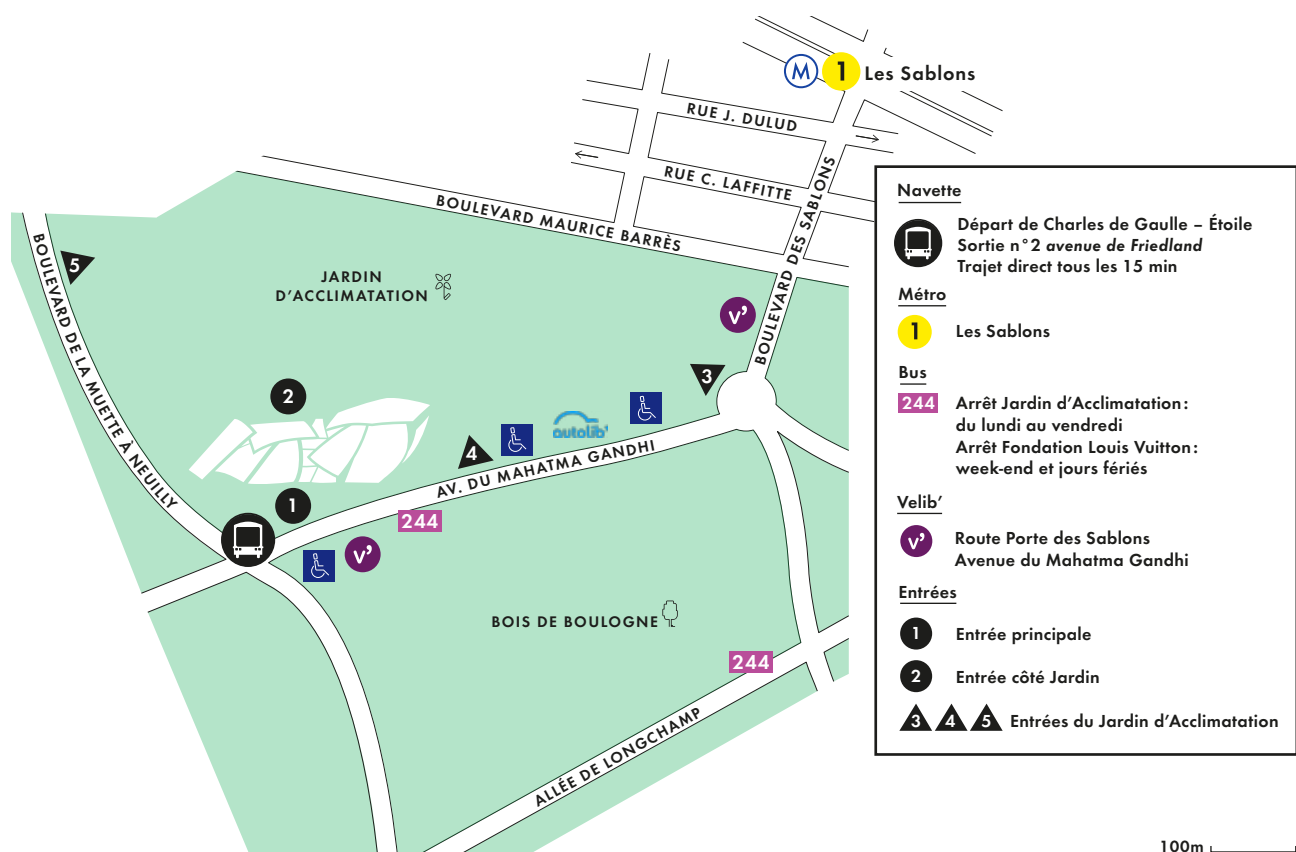 M 1 Les Sablons
RUE J. DULUD
RUE C. LAFFITTE
BOULEVARD MAURICE BARRÈS
BOULEVARD DES SABLONS
BOULEVARD DE LA MUETTE À NEUILLY
5
JARDIN
D'ACCLIMATATION
V'
3
2
autolib'
4
AV. DU MAHATMA GANDHI
1
244
V'
BOIS DE BOULOGNE
244
ALLÉE DE LONGCHAMP
Navette
Départ de Charles de Gaulle – Étoile
Sortie n°2 avenue de Friedland
Trajet direct tous les 15 min
Métro
1 Les Sablons
Bus
244 Arrêt Jardin d'Acclimatation :
du lundi au vendredi
Arrêt Fondation Louis Vuitton :
week-end et jours fériés
Velib'
V' Route Porte des Sablons
Avenue du Mahatma Gandhi
Entrées
1 Entrée principale
2 Entrée côté Jardin
3 4 5 Entrées du Jardin d'Acclimatation
100m